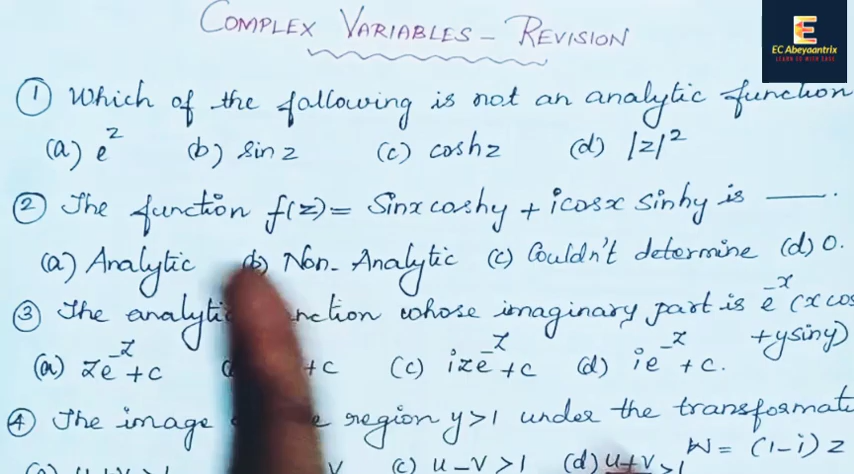 COMPLEX VARIABLES - REVISION
E
EC Abeyaantrix
LEARN EC WITH EASE
① Which of the following is not an analytic function
(a) e^z (b) sin z (c) cosh z (d) |z|²
② The function f(z) = Sinx coshy + i cosx sinhy is ——.
(a) Analytic (b) Non-Analytic (c) Couldn't determine (d) 0.
③ The analytic whose imaginary part is e^-x (x cos
+ y siny)
(a) ze^-z + c + c (c) ize^-z + c (d) ie^-z + c.
④ The image region y>1 under the transformat
W = (1-i) z
(c) u-v>1 (d) u+v>1